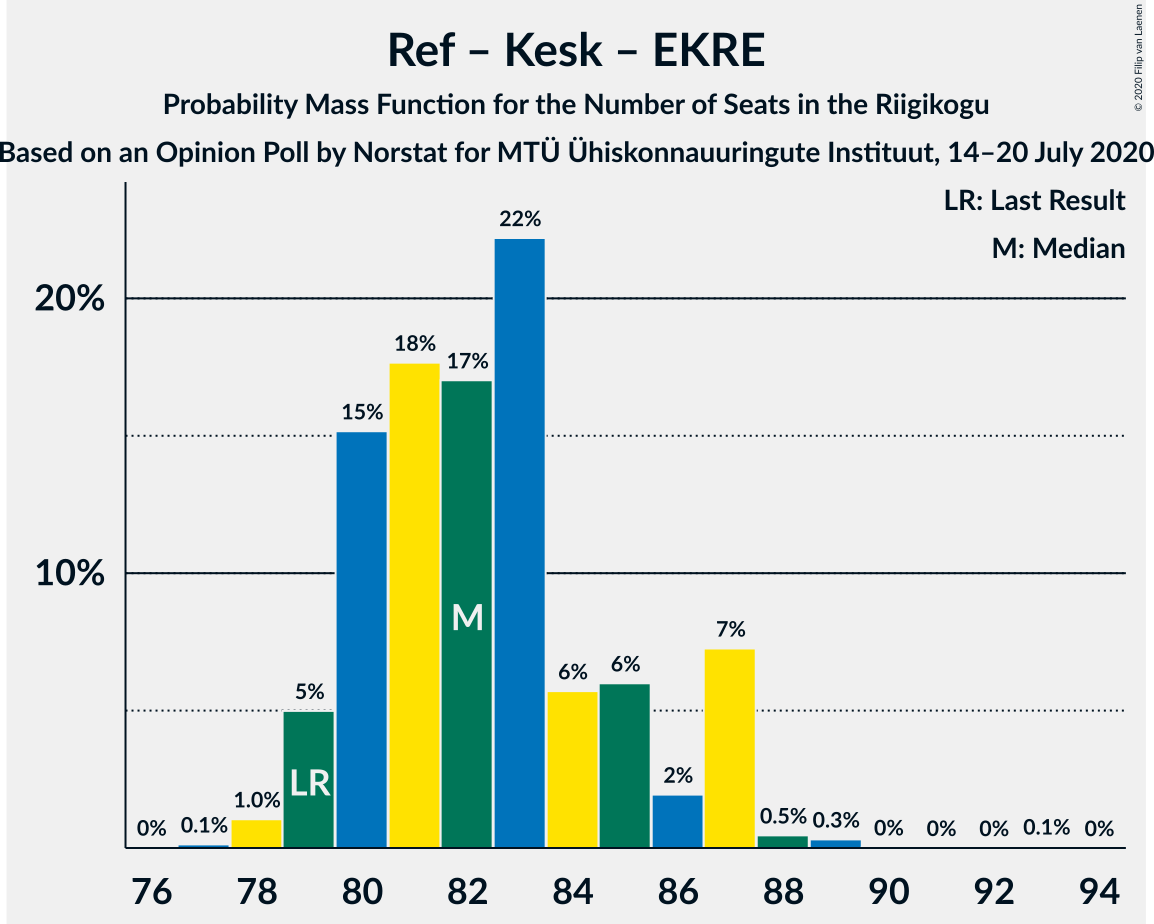 Ref – Kesk – EKRE
Probability Mass Function for the Number of Seats in the Riigikogu
Based on an Opinion Poll by Norstat for MTÜ Ühiskonnauuringute Instituut, 14–20 July 2020
© 2020 Filip van Laenen
LR: Last Result
M: Median
20%
10%
0%
0.1%
1.0%
5%
15%
18%
17%
22%
6%
6%
2%
7%
0.5%
0.3%
0%
0%
0%
0.1%
0%
LR
M
76 78 80 82 84 86 88 90 92 94